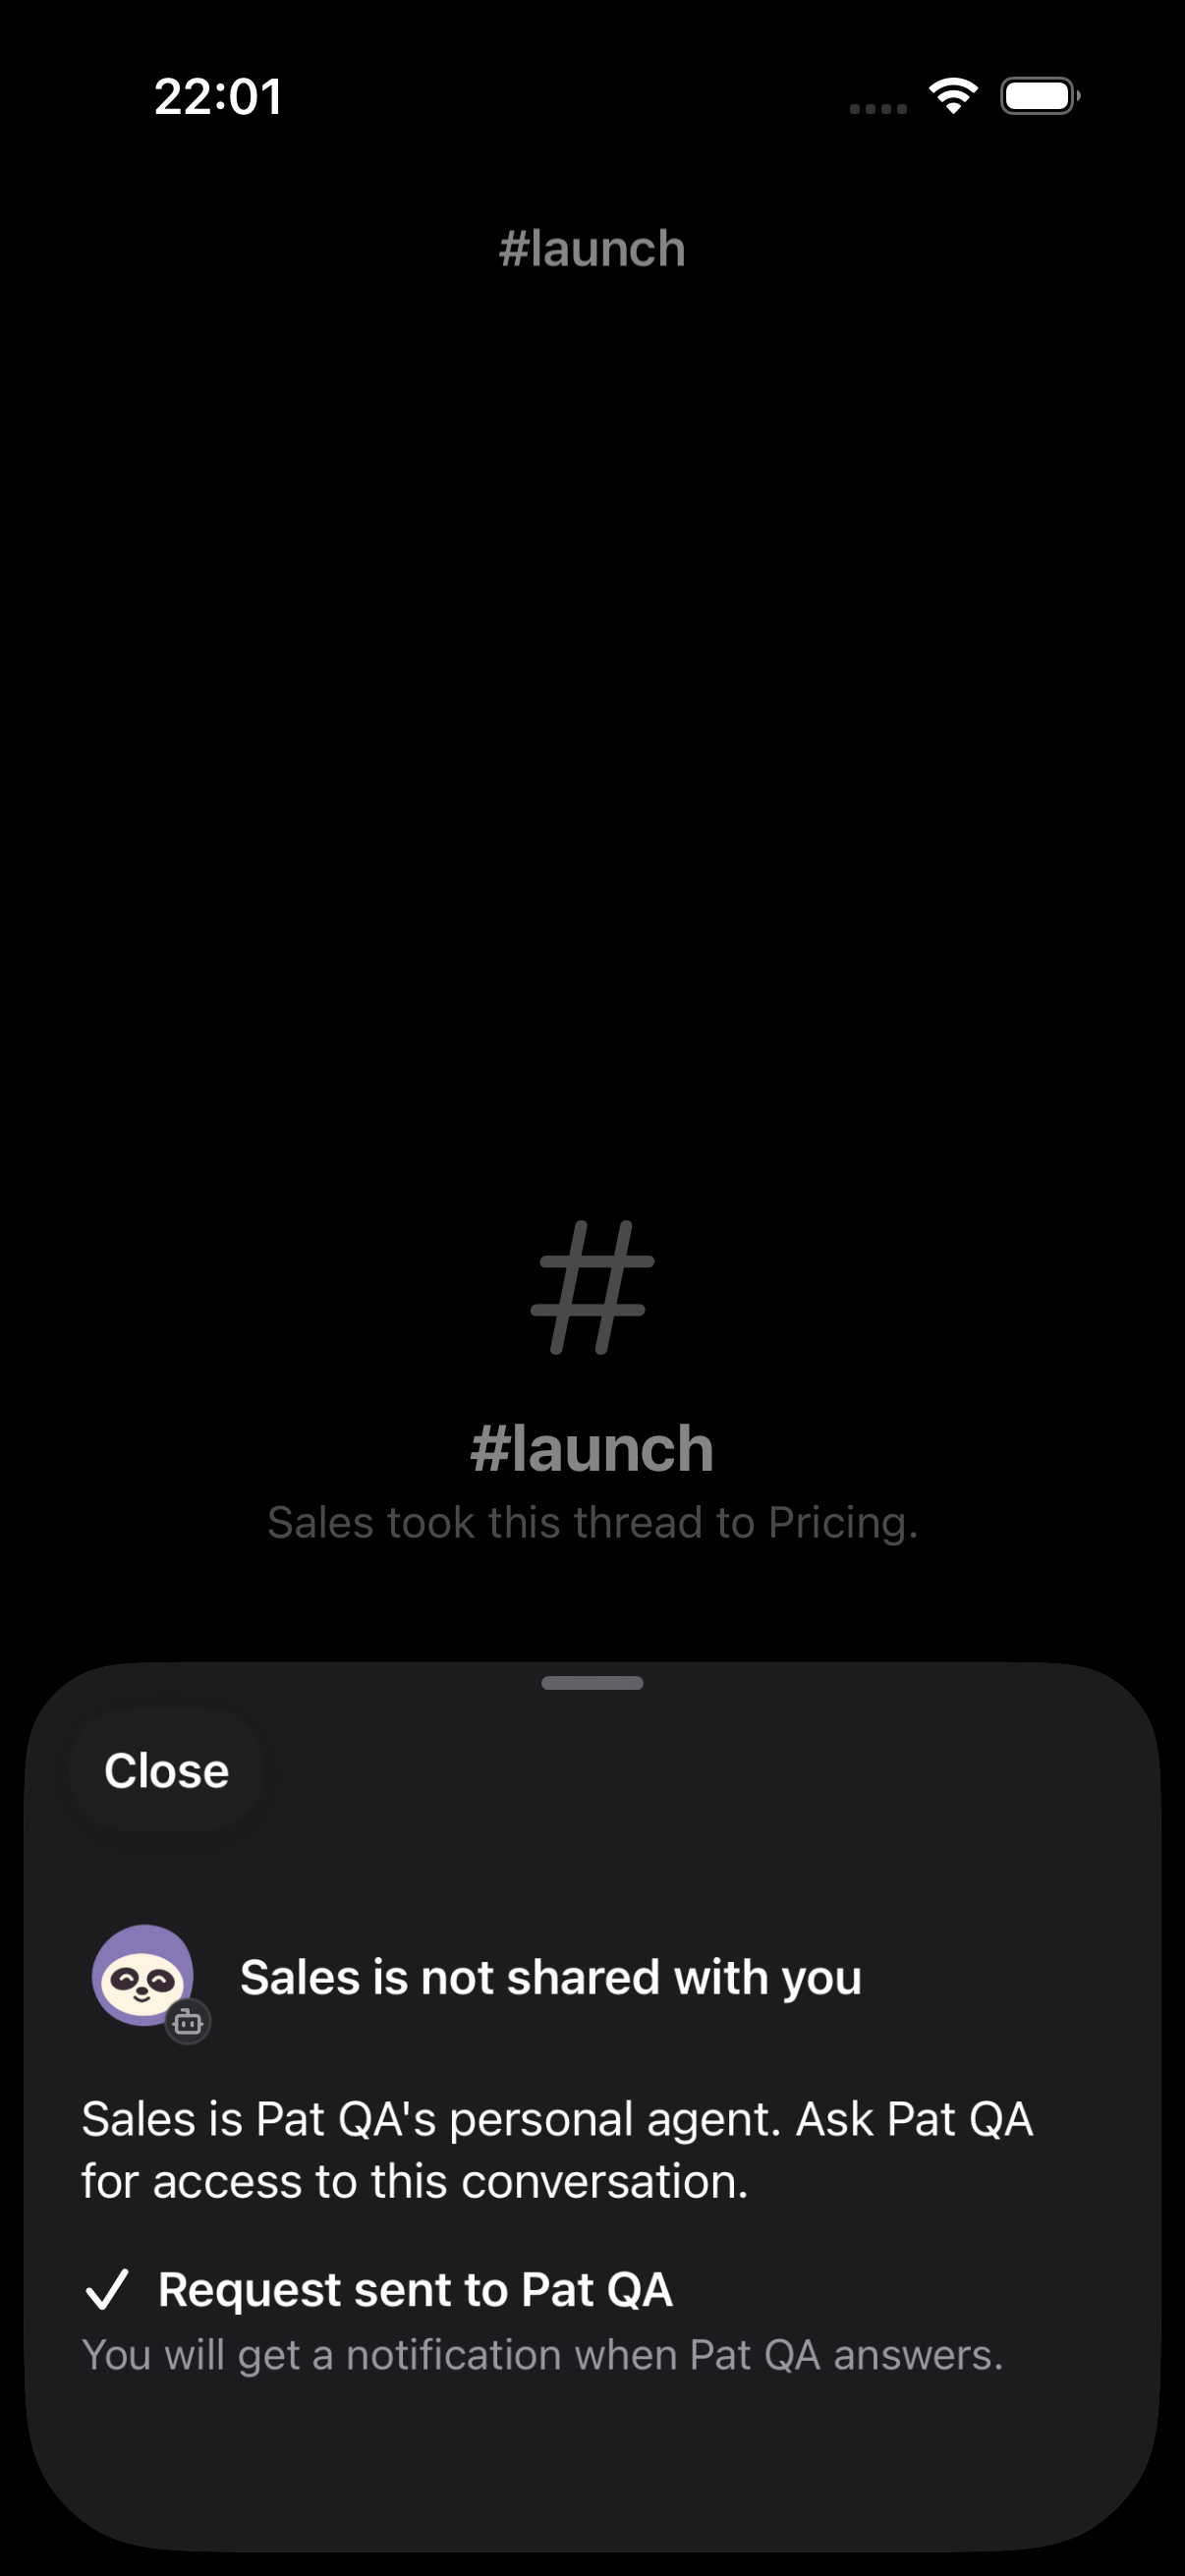 22:01
#launch
#launch
Sales took this thread to Pricing.
Close
Sales is not shared with you
Sales is Pat QA's personal agent. Ask Pat QA
for access to this conversation.
Request sent to Pat QA
You will get a notification when Pat QA answers.